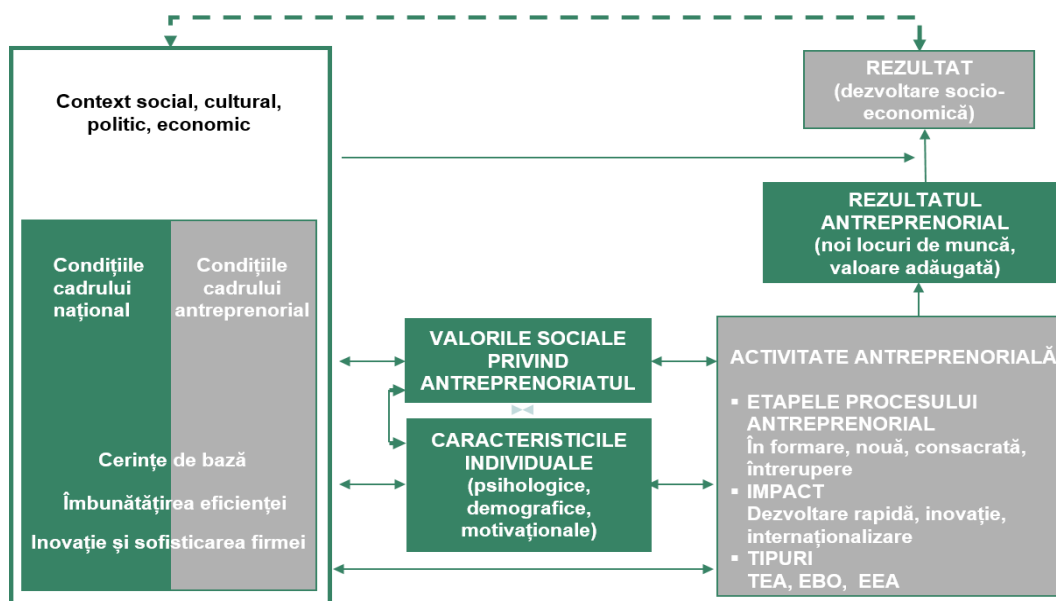 Context social, cultural,
politic, economic
Condițiile
cadrului
național
Condițiile
cadrului
antreprenorial
Cerințe de bază
Îmbunătățirea eficienței
Inovație și sofisticarea firmei
VALORILE SOCIALE
PRIVIND
ANTREPRENORIATUL
CARACTERISTICILE
INDIVIDUALE
(psihologice,
demografice,
motivaționale)
REZULTAT
(dezvoltare socio-
economică)
REZULTATUL
ANTREPRENORIAL
(noi locuri de muncă,
valoare adăugată)
ACTIVITATE ANTREPRENORIALĂ
▪ ETAPELE PROCESULUI
ANTREPRENORIAL
În formare, nouă, consacrată,
întrerupere
▪ IMPACT
Dezvoltare rapidă, inovație,
internaționalizare
▪ TIPURI
TEA, EBO, EEA